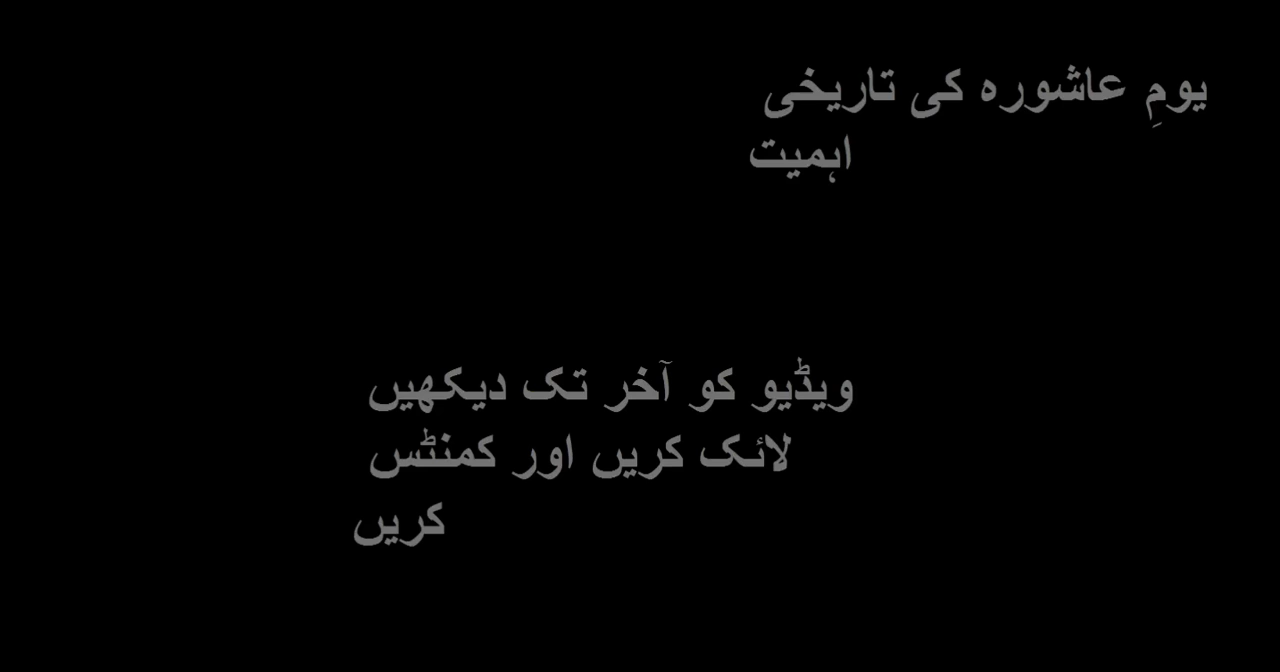 یومِ عاشورہ کی تاریخی
اہمیت
ویڈیو کو آخر تک دیکھیں
لائک کریں اور کمنٹس
کریں